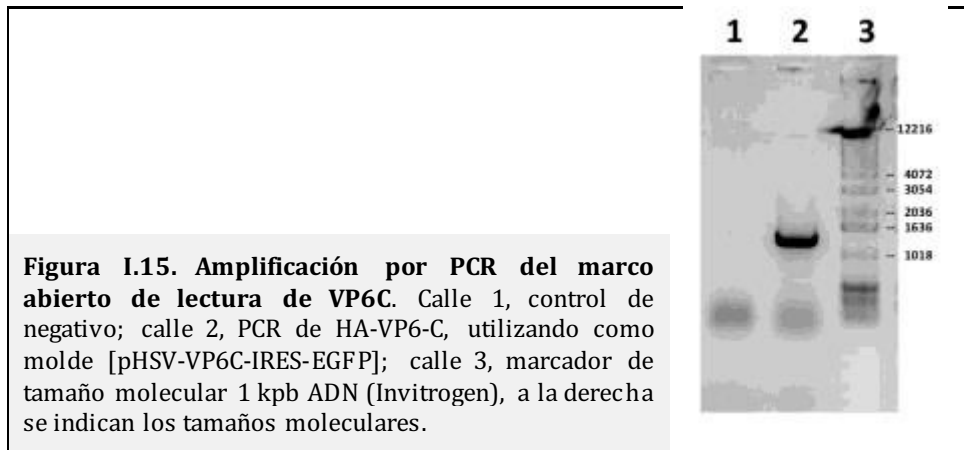 1 2 3
12216
4072
3054
2036
1636
1018
Figura I.15. Amplificación por PCR del marco
abierto de lectura de VP6C. Calle 1, control de
negativo; calle 2, PCR de HA-VP6-C, utilizando como
molde [pHSV-VP6C-IRES-EGFP]; calle 3, marcador de
tamaño molecular 1 kpb ADN (Invitrogen), a la derecha
se indican los tamaños moleculares.